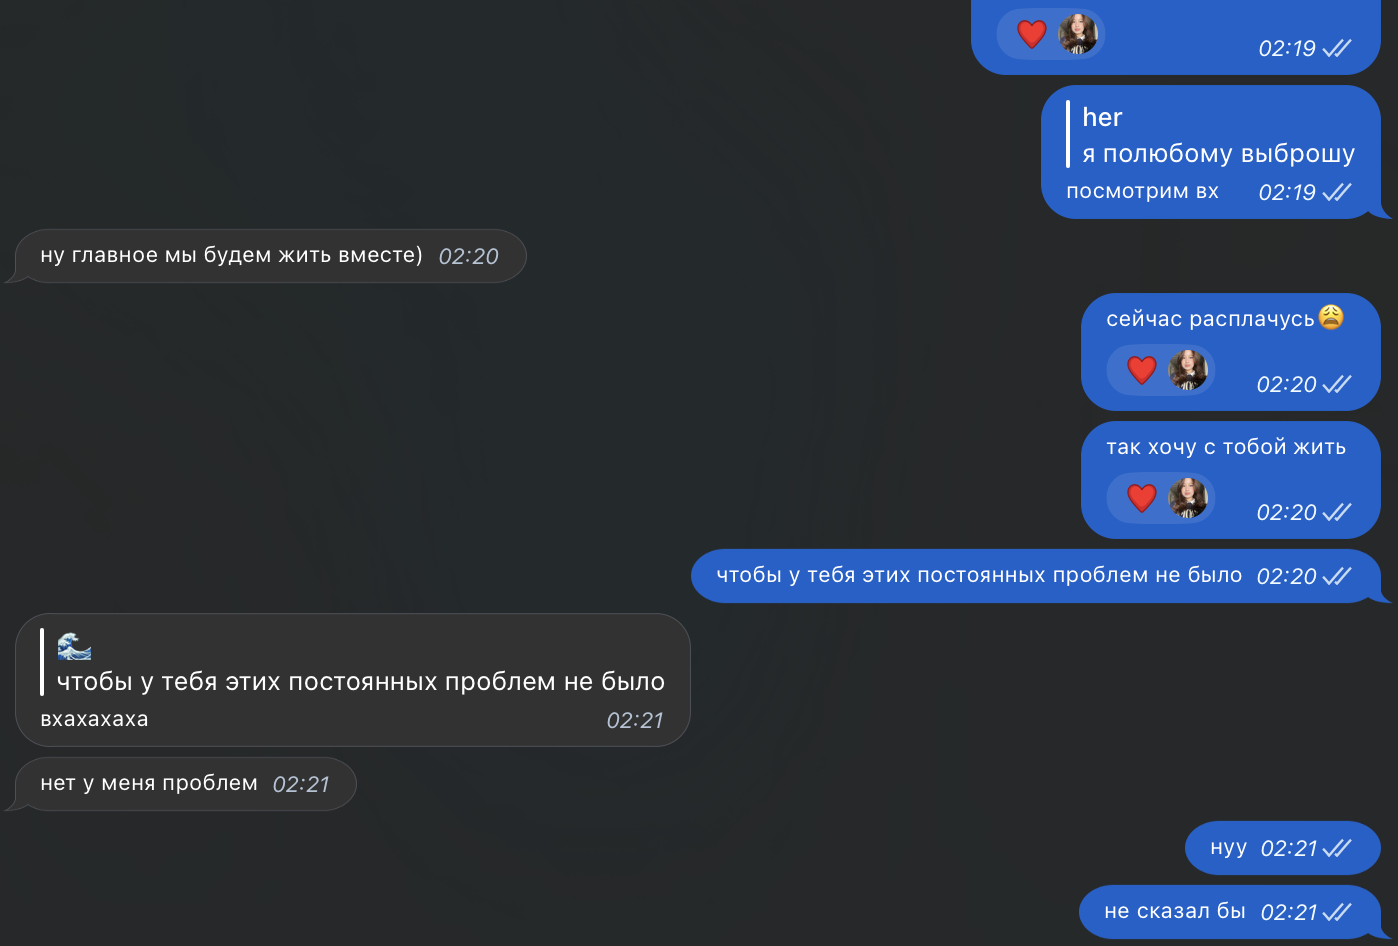 02:19
her
я полюбому выброшу
посмотрим вх 02:19
ну главное мы будем жить вместе) 02:20
сейчас расплачусь😩
02:20
так хочу с тобой жить
02:20
чтобы у тебя этих постоянных проблем не было 02:20
🌊
чтобы у тебя этих постоянных проблем не было
вхахахаха 02:21
нет у меня проблем 02:21
нуу 02:21
не сказал бы 02:21